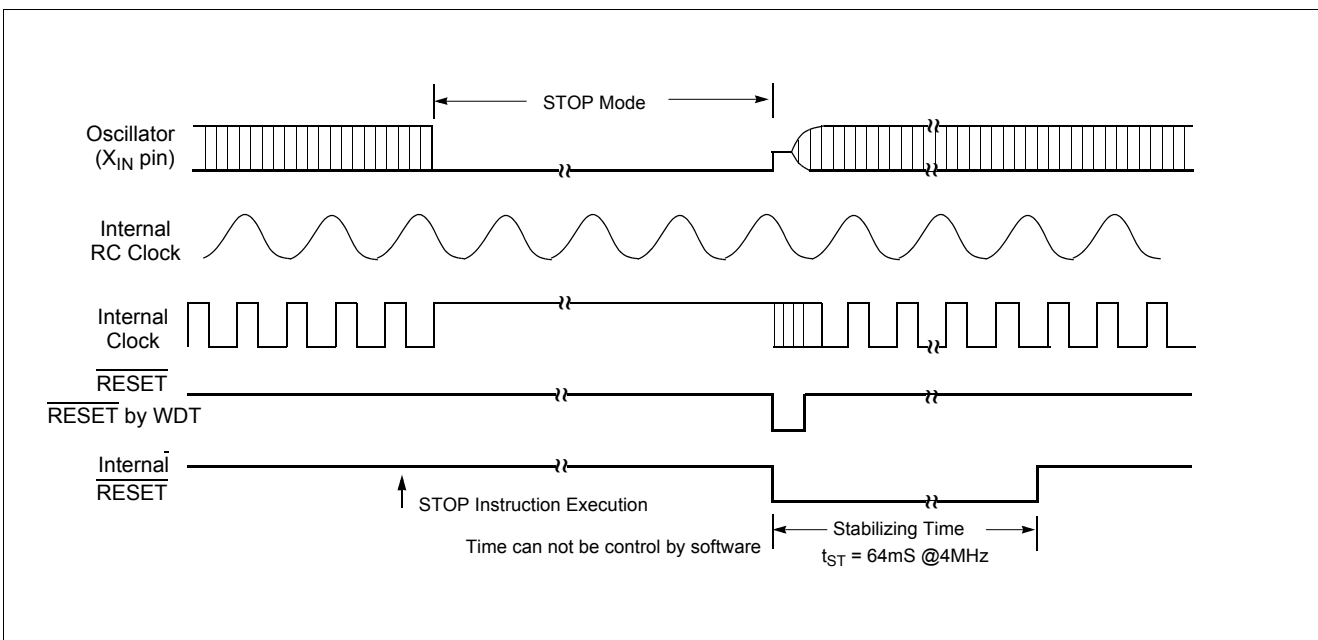 STOP Mode
Oscillator
(XIN pin)
Internal
RC Clock
Internal
Clock
RESET
RESET by WDT
Internal
RESET
STOP Instruction Execution
Time can not be control by software
Stabilizing Time
tST = 64mS @4MHz